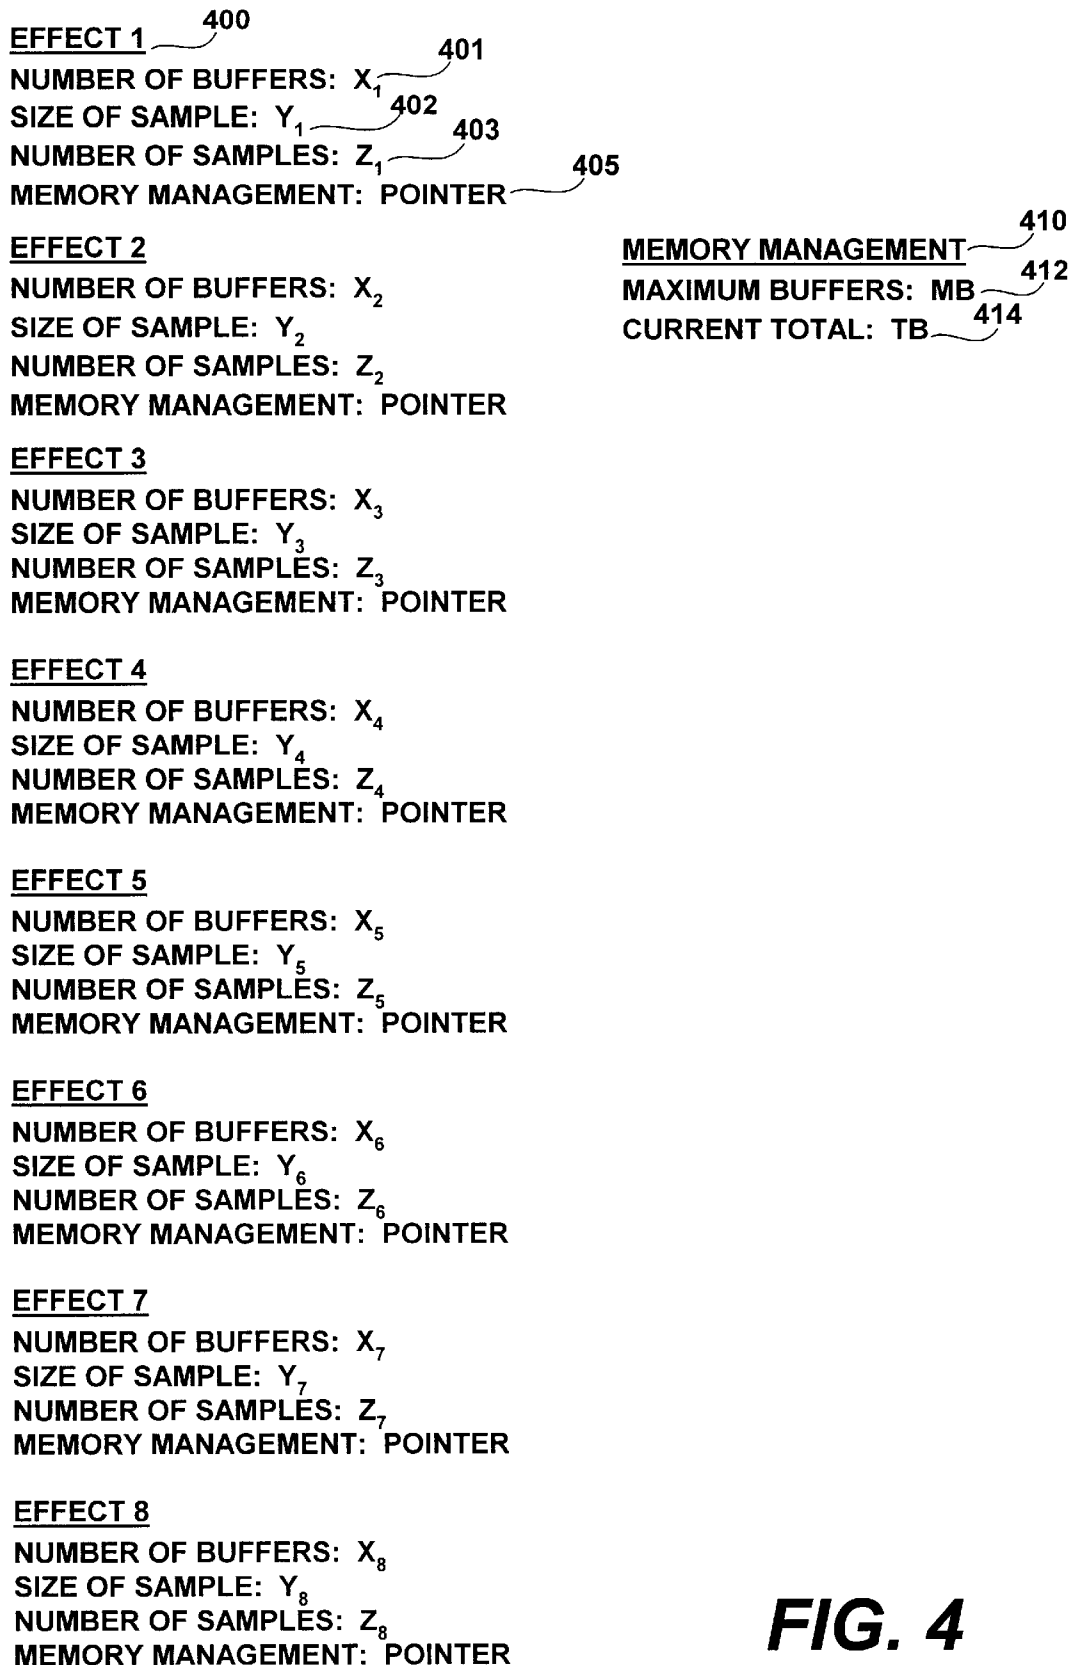 EFFECT 1 400
NUMBER OF BUFFERS: X₁ 401
SIZE OF SAMPLE: Y₁ 402
NUMBER OF SAMPLES: Z₁ 403
MEMORY MANAGEMENT: POINTER 405
EFFECT 2
NUMBER OF BUFFERS: X₂
SIZE OF SAMPLE: Y₂
NUMBER OF SAMPLES: Z₂
MEMORY MANAGEMENT: POINTER
MEMORY MANAGEMENT 410
MAXIMUM BUFFERS: MB 412
CURRENT TOTAL: TB 414
EFFECT 3
NUMBER OF BUFFERS: X₃
SIZE OF SAMPLE: Y₃
NUMBER OF SAMPLES: Z₃
MEMORY MANAGEMENT: POINTER
EFFECT 4
NUMBER OF BUFFERS: X₄
SIZE OF SAMPLE: Y₄
NUMBER OF SAMPLES: Z₄
MEMORY MANAGEMENT: POINTER
EFFECT 5
NUMBER OF BUFFERS: X₅
SIZE OF SAMPLE: Y₅
NUMBER OF SAMPLES: Z₅
MEMORY MANAGEMENT: POINTER
EFFECT 6
NUMBER OF BUFFERS: X₆
SIZE OF SAMPLE: Y₆
NUMBER OF SAMPLES: Z₆
MEMORY MANAGEMENT: POINTER
EFFECT 7
NUMBER OF BUFFERS: X₇
SIZE OF SAMPLE: Y₇
NUMBER OF SAMPLES: Z₇
MEMORY MANAGEMENT: POINTER
EFFECT 8
NUMBER OF BUFFERS: X₈
SIZE OF SAMPLE: Y₈
NUMBER OF SAMPLES: Z₈
MEMORY MANAGEMENT: POINTER
FIG. 4